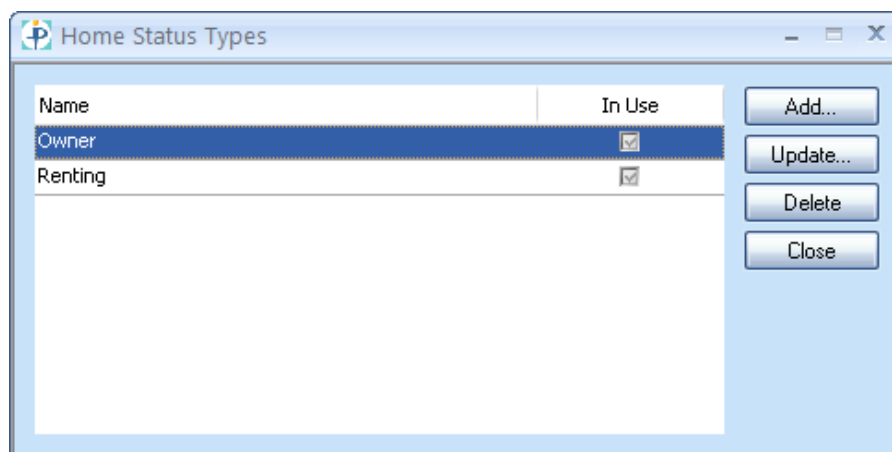 Home Status Types
Name In Use Add...
Owner
Update...
Renting
Delete
Close